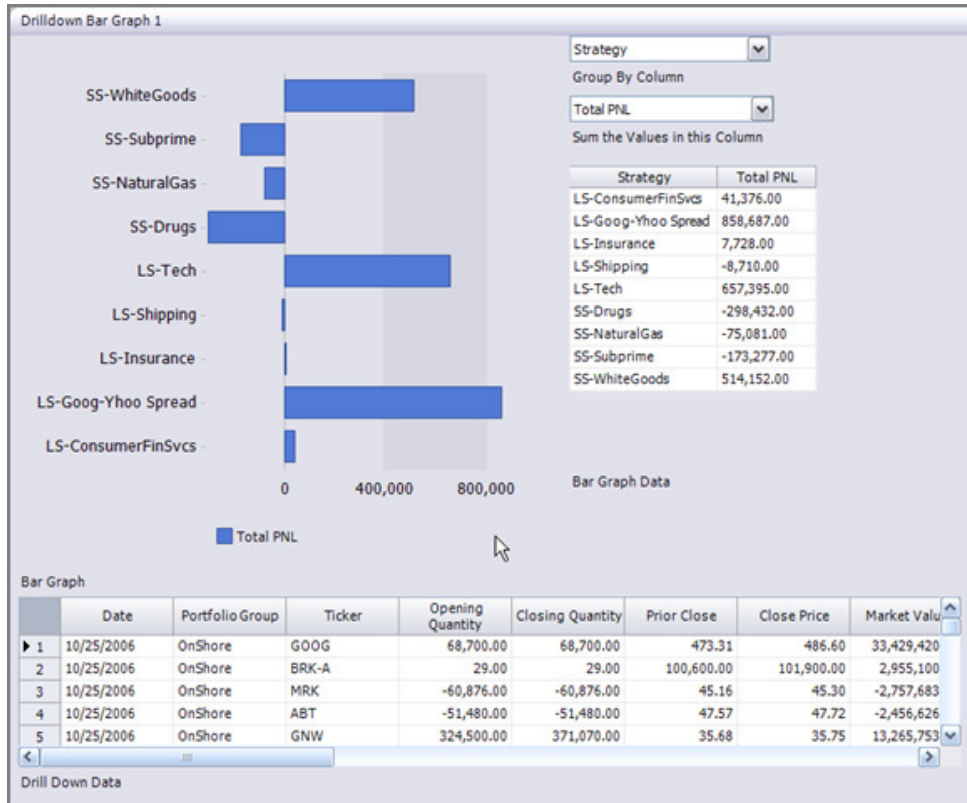 Drilldown Bar Graph 1
SS-WhiteGoods
SS-Subprime
SS-NaturalGas
SS-Drugs
LS-Tech
LS-Shipping
LS-Insurance
LS-Goog-Yhoo Spread
LS-ConsumerFinSvcs
0 400,000 800,000
Total PNL
Bar Graph
Strategy
Group By Column
Total PNL
Sum the Values in this Column
Strategy Total PNL
LS-ConsumerFinSvcs 41,376.00
LS-Goog-Yhoo Spread 858,687.00
LS-Insurance 7,728.00
LS-Shipping -8,710.00
LS-Tech 657,395.00
SS-Drugs -298,432.00
SS-NaturalGas -75,081.00
SS-Subprime -173,277.00
SS-WhiteGoods 514,152.00
Bar Graph Data
Date Portfolio Group Ticker Opening Quantity Closing Quantity Prior Close Close Price Market Valu
1 10/25/2006 OnShore GOOG 68,700.00 68,700.00 473.31 486.60 33,429,420
2 10/25/2006 OnShore BRK-A 29.00 29.00 100,600.00 101,900.00 2,955,100
3 10/25/2006 OnShore MRK -60,876.00 -60,876.00 45.16 45.30 -2,757,683
4 10/25/2006 OnShore ABT -51,480.00 -51,480.00 47.57 47.72 -2,456,626
5 10/25/2006 OnShore GNW 324,500.00 371,070.00 35.68 35.75 13,265,753
Drill Down Data